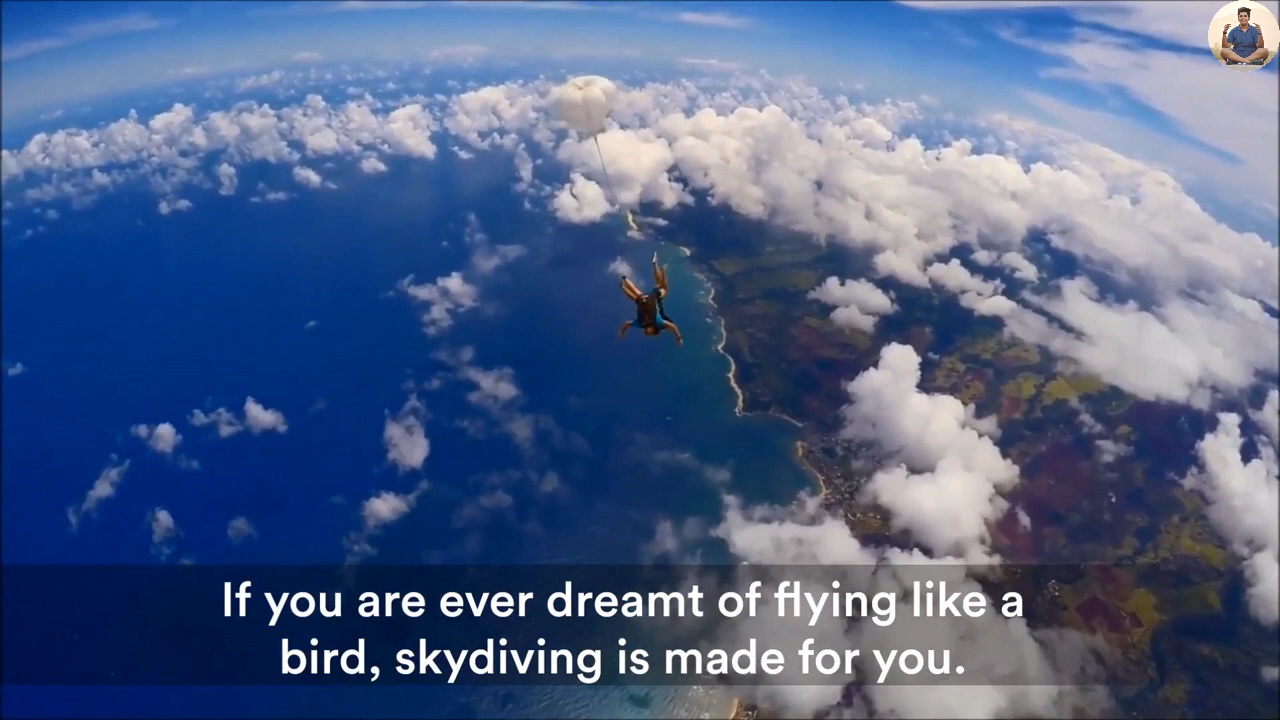 If you are ever dreamt of flying like a
bird, skydiving is made for you.